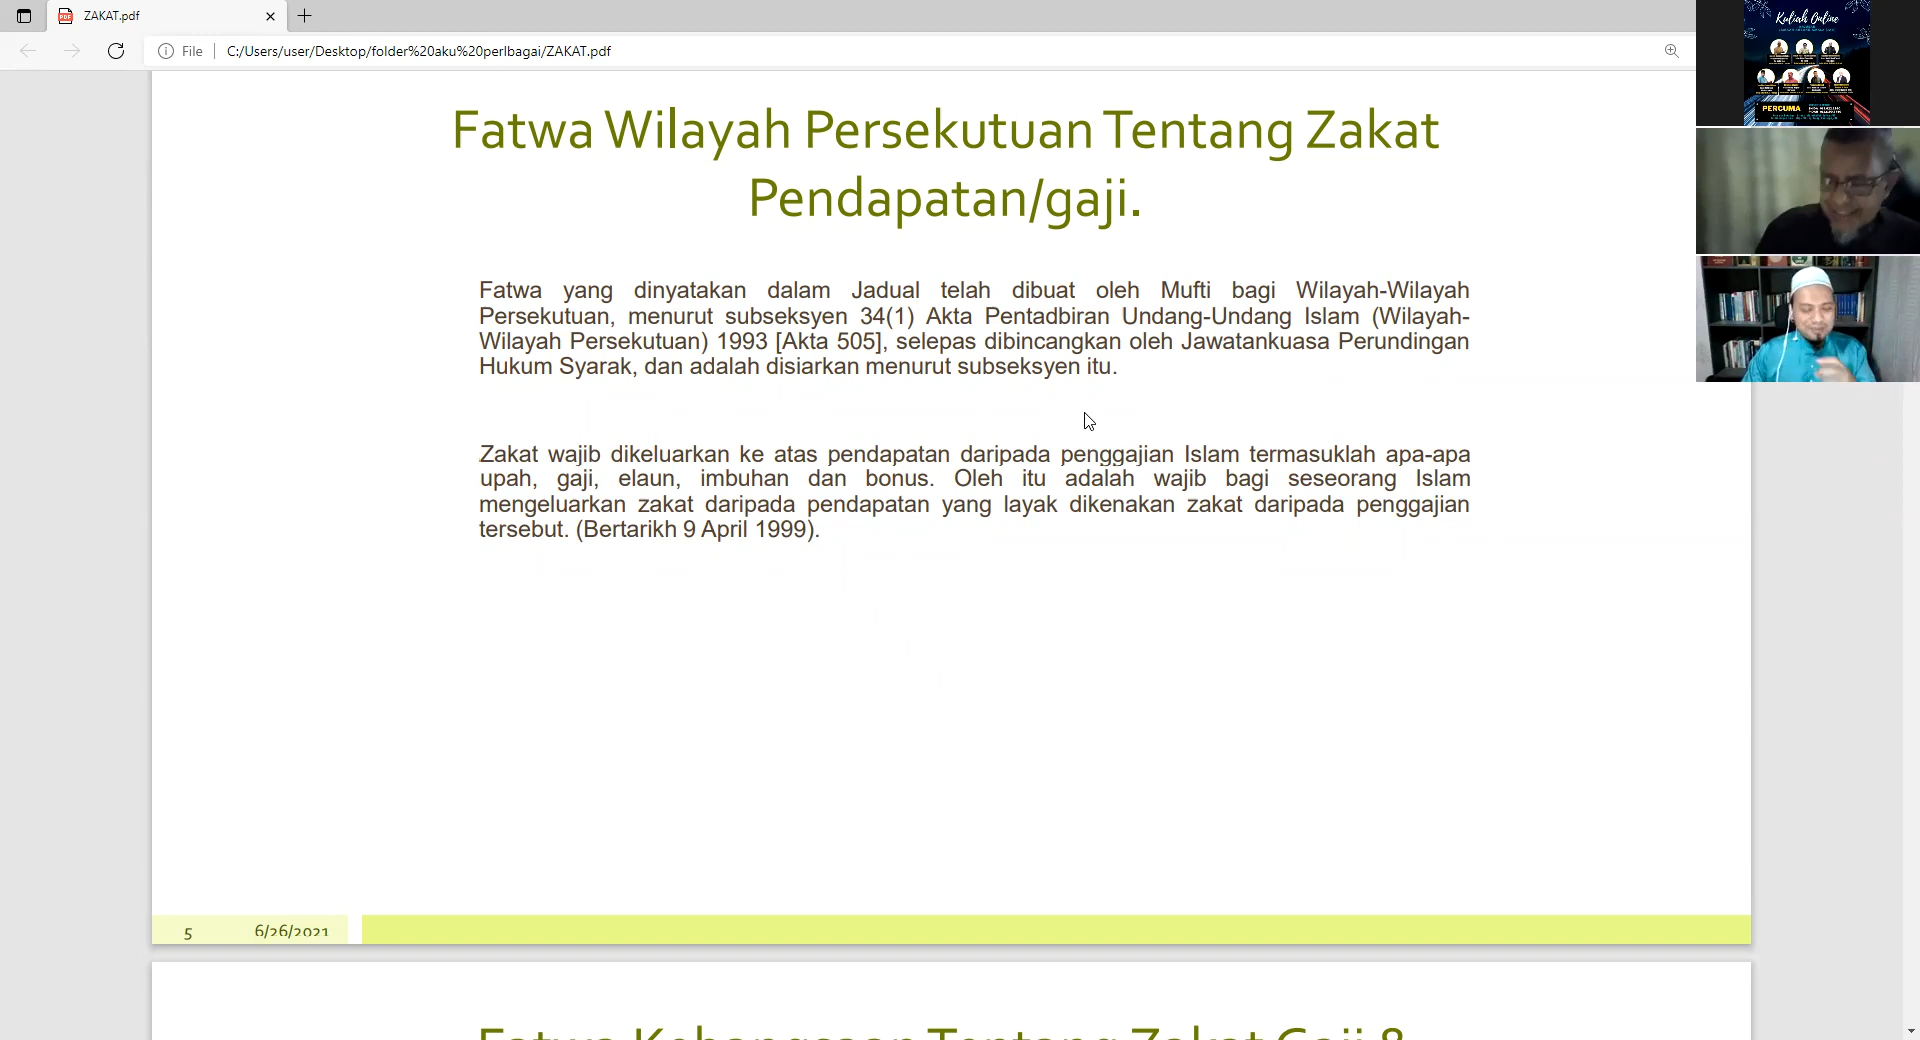 ZAKAT.pdf
File
C:/Users/user/Desktop/folder%20aku%20perlbagai/ZAKAT.pdf
Kuliah Online
PERCUMA
Fatwa Wilayah Persekutuan Tentang Zakat
Pendapatan/gaji.
Fatwa yang dinyatakan dalam Jadual telah dibuat oleh Mufti bagi Wilayah-Wilayah
Persekutuan, menurut subseksyen 34(1) Akta Pentadbiran Undang-Undang Islam (Wilayah-
Wilayah Persekutuan) 1993 [Akta 505], selepas dibincangkan oleh Jawatankuasa Perundingan
Hukum Syarak, dan adalah disiarkan menurut subseksyen itu.
Zakat wajib dikeluarkan ke atas pendapatan daripada penggajian Islam termasuklah apa-apa
upah, gaji, elaun, imbuhan dan bonus. Oleh itu adalah wajib bagi seseorang Islam
mengeluarkan zakat daripada pendapatan yang layak dikenakan zakat daripada penggajian
tersebut. (Bertarikh 9 April 1999).
5
6/26/2021
Fatwa Kebangsaan Tentang Zakat Gaji &